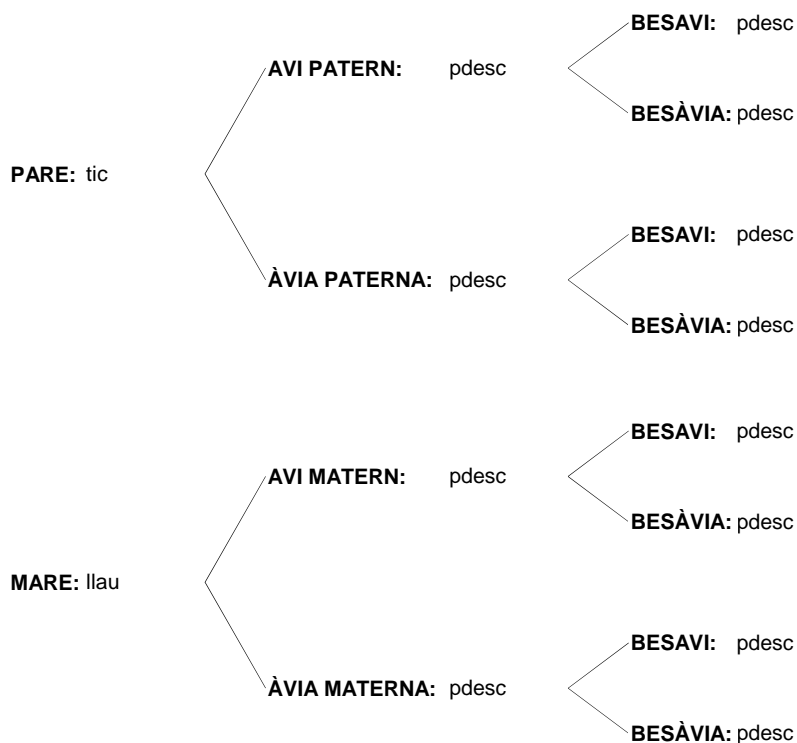 BESAVI: pdesc
AVI PATERN: pdesc
BESÀVIA: pdesc
PARE: tic
BESAVI: pdesc
ÀVIA PATERNA: pdesc
BESÀVIA: pdesc
BESAVI: pdesc
AVI MATERN: pdesc
BESÀVIA: pdesc
MARE: llau
BESAVI: pdesc
ÀVIA MATERNA: pdesc
BESÀVIA: pdesc